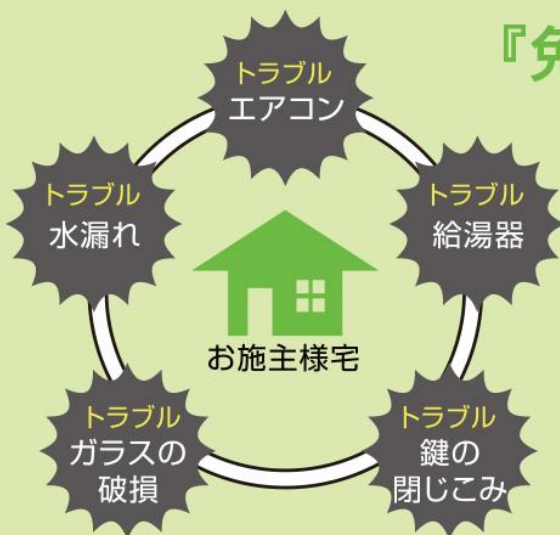 『免
トラブル
エアコン
トラブル
水漏れ
トラブル
給湯器
お施主様宅
トラブル
ガラスの
破損
トラブル
鍵の
閉じこみ